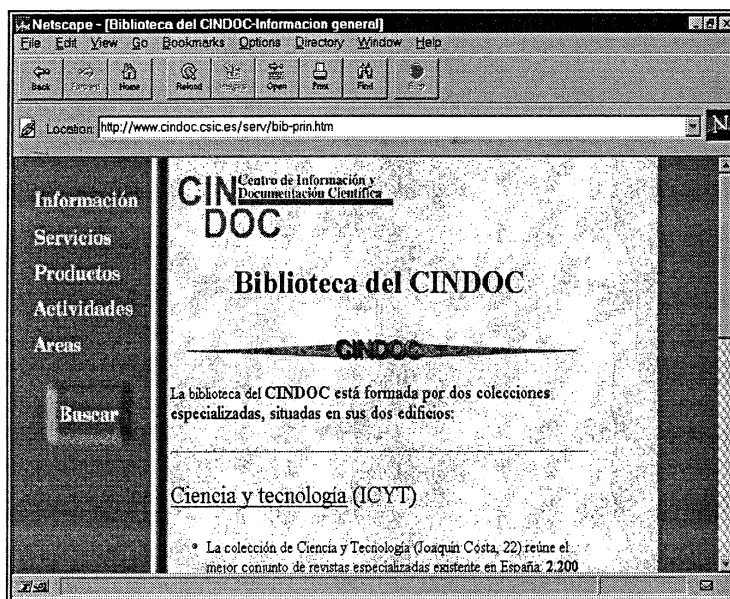 Netscape - [Biblioteca del CINDOC-Informacion general]
File Edit View Go Bookmarks Options Directory Window Help
Back Forward Home Reload Images Open Print Find Stop
Location: http://www.cindoc.csic.es/serv/bib-prin.htm
N
Información
Servicios
Productos
Actividades
Areas
Buscar
CINDOC
Centro de Información y
Documentación Científica
Biblioteca del CINDOC
CINDOC
La biblioteca del CINDOC está formada por dos colecciones
especializadas, situadas en sus dos edificios:
Ciencia y tecnología (ICYT)
• La colección de Ciencia y Tecnología (Joaquín Costa, 22) reúne el
mejor conjunto de revistas especializadas existente en España: 2.200